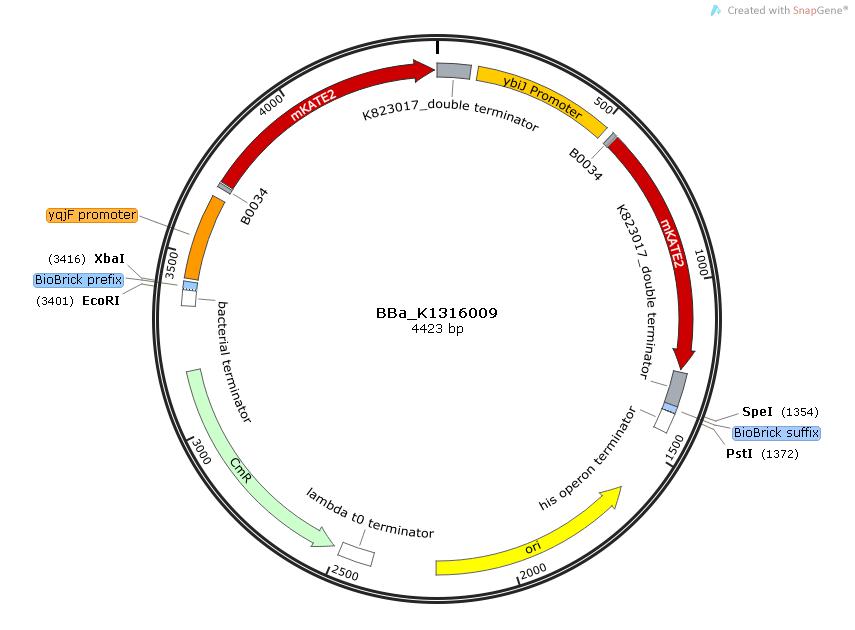 Created with SnapGene®
K823017_double terminator
ybiJ Promoter
500
B0034
mKATE2
K823017_double terminator
1000
SpeI (1354)
BioBrick suffix
PstI (1372)
his operon terminator
1500
ori
2000
lambda t0 terminator
2500
CmR
3000
bacterial terminator
(3401) EcoRI
BioBrick prefix
(3416) XbaI
3500
yqjF promoter
B0034
mKATE2
4000
BBa_K1316009
4423 bp